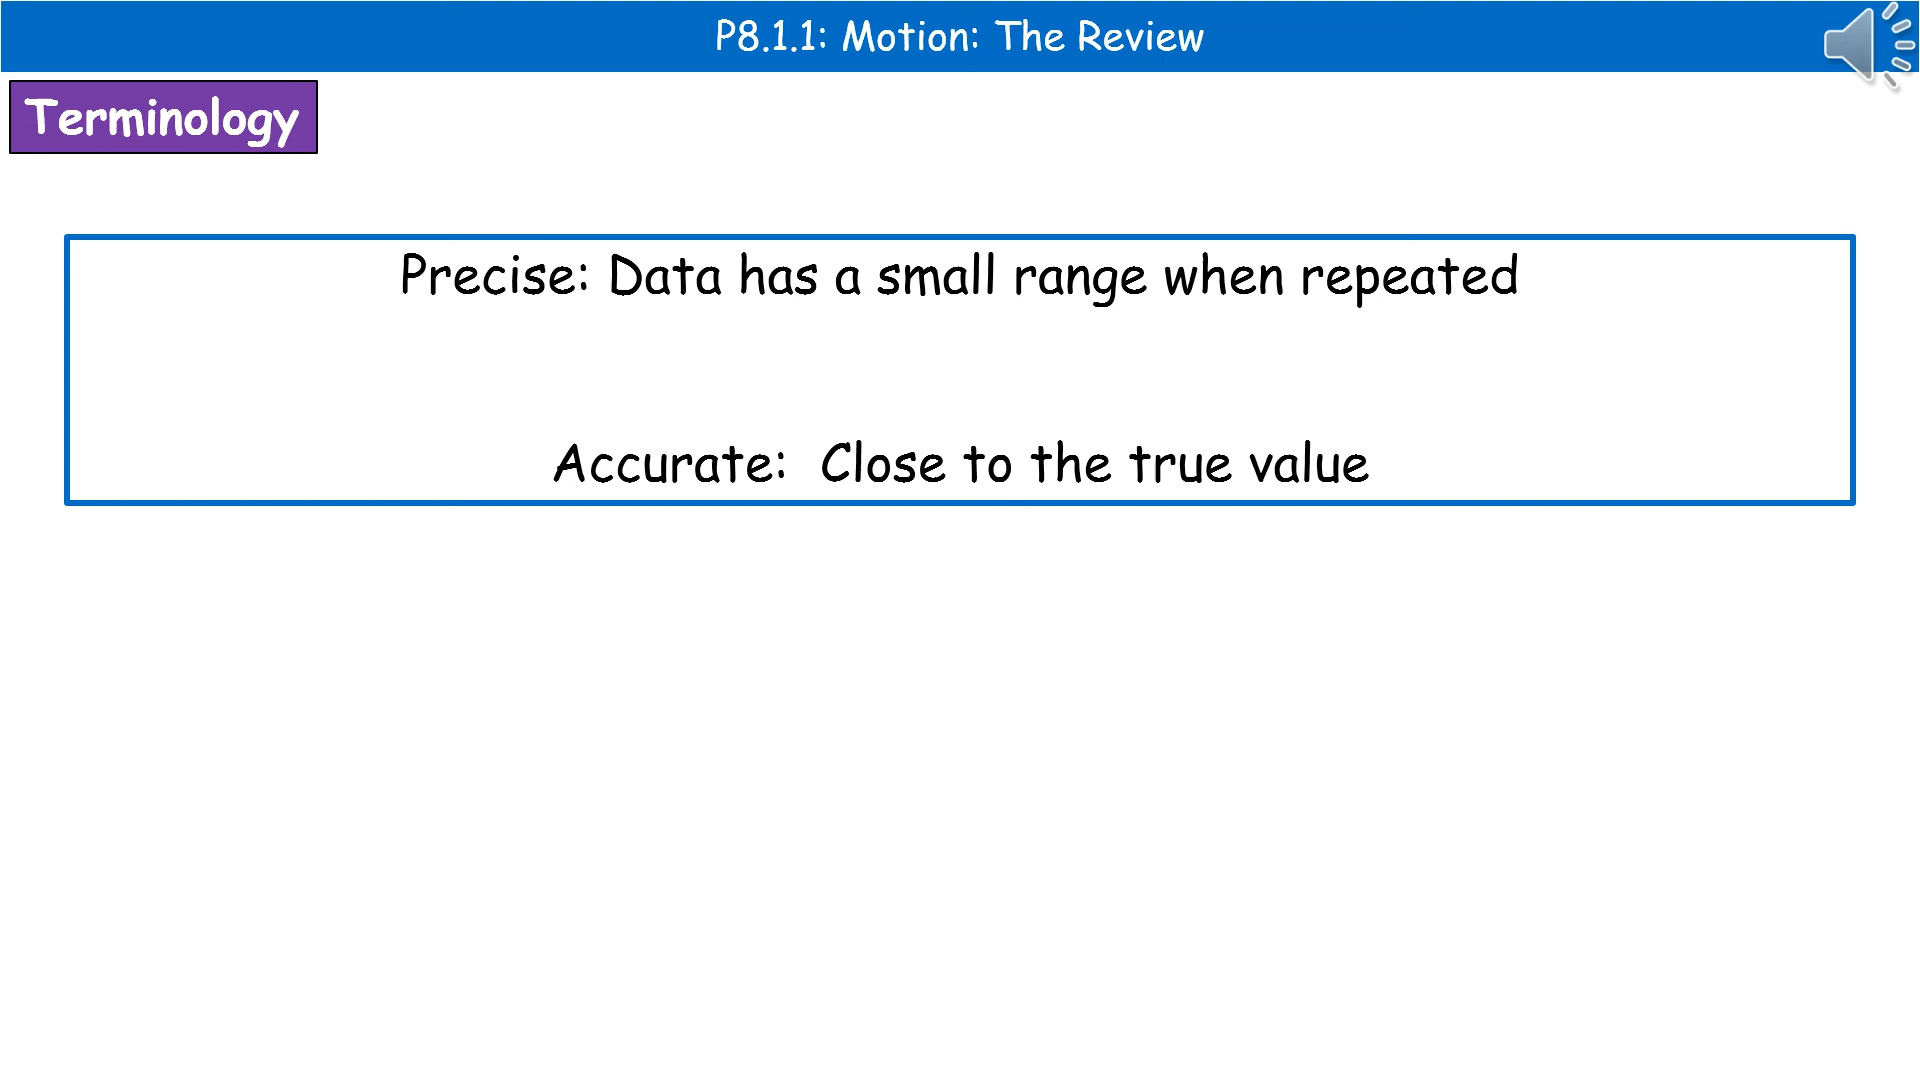 P8.1.1: Motion: The Review
Terminology
Precise: Data has a small range when repeated
Accurate:  Close to the true value